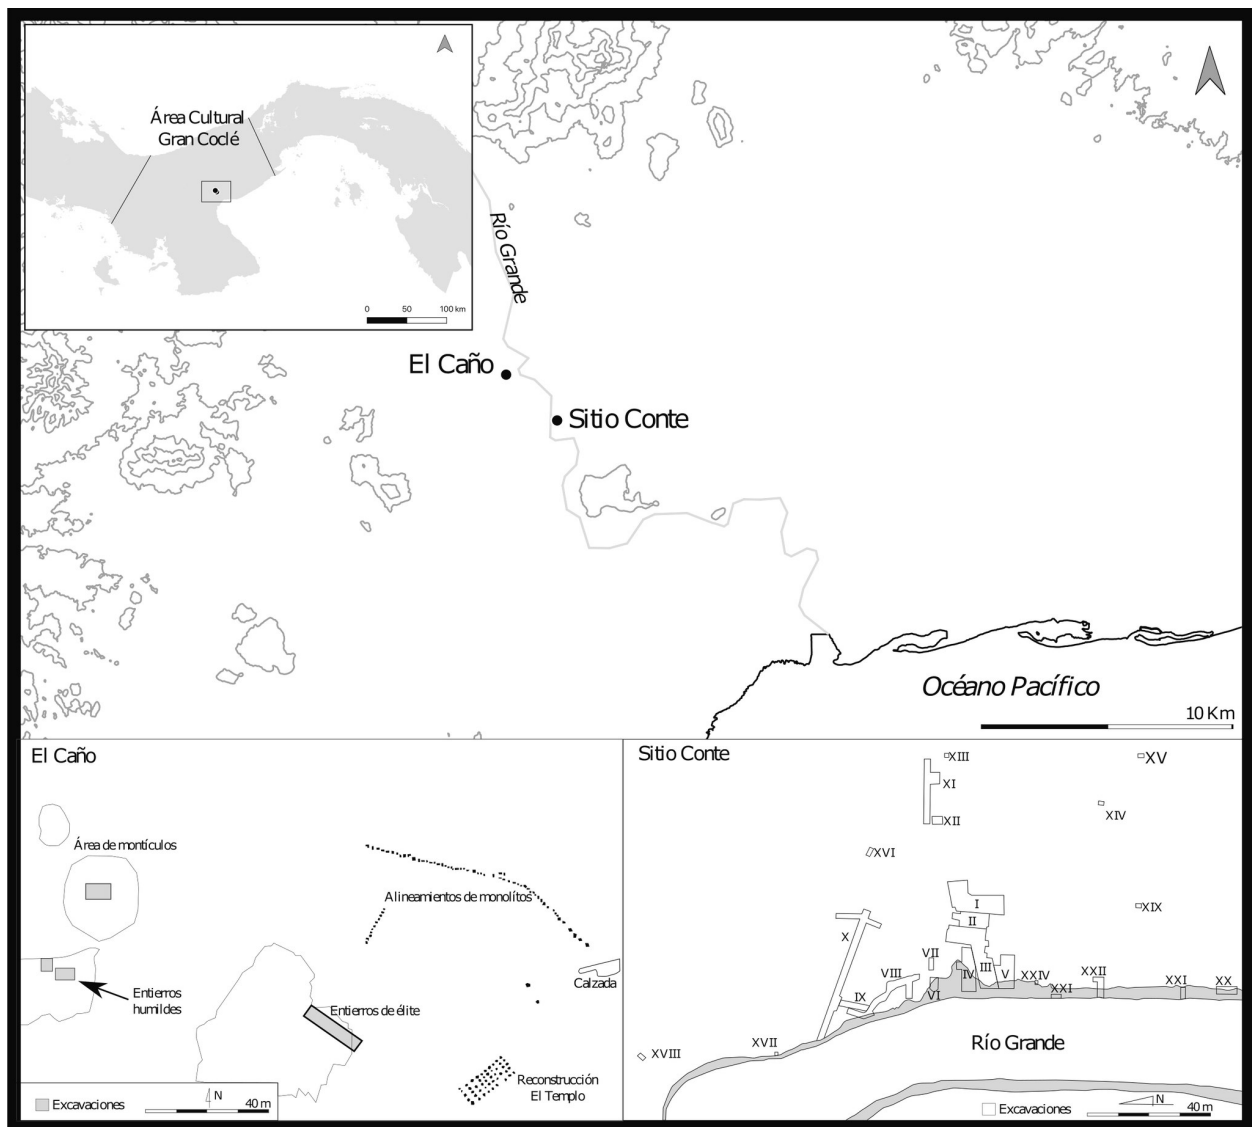 Área Cultural
Gran Coclé
0 50 100 km
Río Grande
El Caño
Sitio Conte
Océano Pacífico
10 Km
El Caño
Área de montículos
Alineamientos de monolítos
Calzada
Entierros
humildes
Entierros de élite
Reconstrucción
El Templo
N
Excavaciones
40 m
Sitio Conte
XIII
XV
XI
XIV
XII
XVI
I
XIX
II
X
VII
III
V
VIII
IV
XXIV
XXII
VI
XXI
XXI
XX
IX
XVII
XVIII
Río Grande
N
Excavaciones
40 m